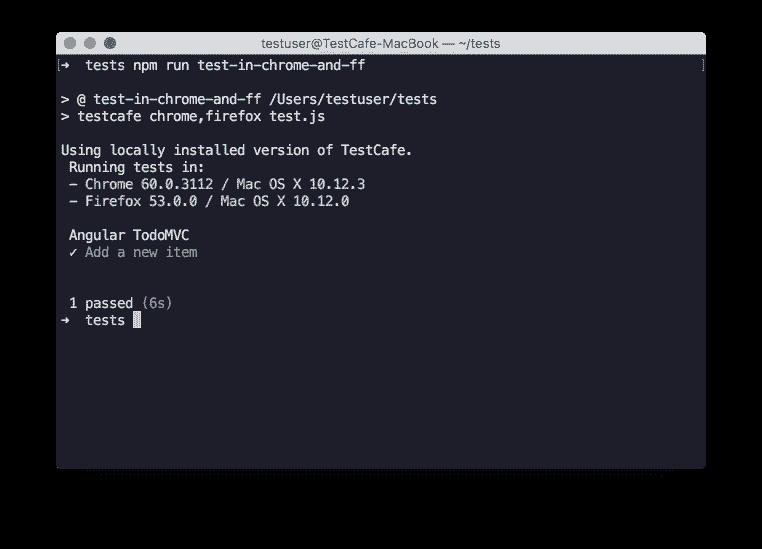 testuser@TestCafe-MacBook — ~/tests
[➜ tests npm run test-in-chrome-and-ff ]
> @ test-in-chrome-and-ff /Users/testuser/tests
> testcafe chrome,firefox test.js
Using locally installed version of TestCafe.
Running tests in:
- Chrome 60.0.3112 / Mac OS X 10.12.3
- Firefox 53.0.0 / Mac OS X 10.12.0
Angular TodoMVC
✓ Add a new item
1 passed (6s)
➜ tests